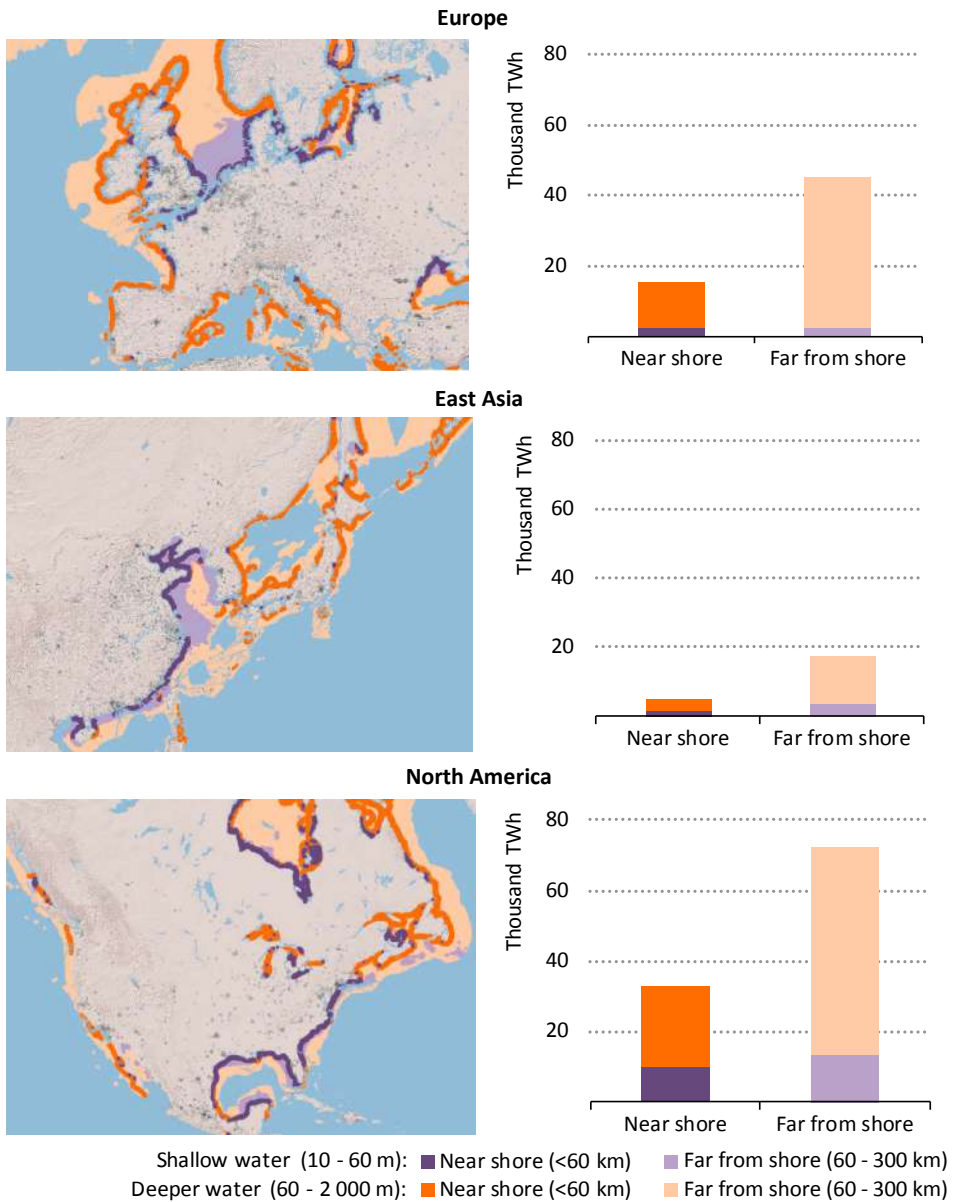 Europe
Thousand TWh
80
60
40
20
Near shore
Far from shore
East Asia
Thousand TWh
80
60
40
20
Near shore
Far from shore
North America
Thousand TWh
80
60
40
20
Near shore
Far from shore
Shallow water (10 - 60 m): Near shore (<60 km) Far from shore (60 - 300 km)
Deeper water (60 - 2 000 m): Near shore (<60 km) Far from shore (60 - 300 km)